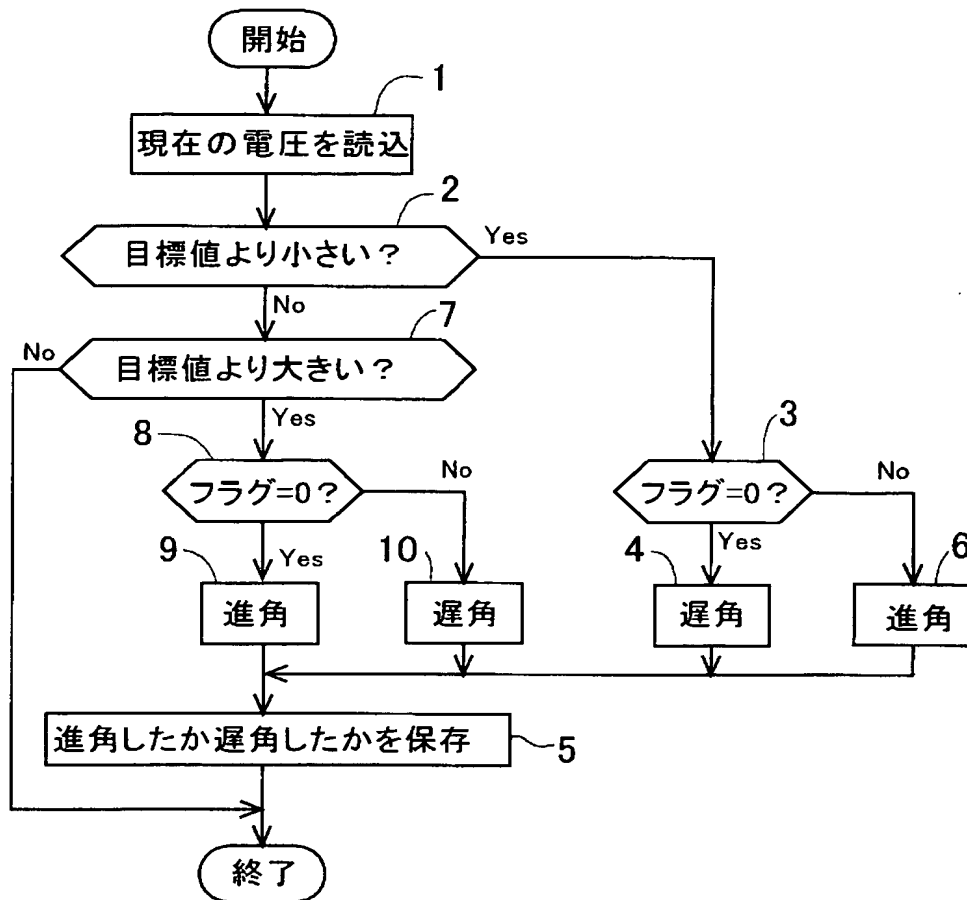 開始
1
現在の電圧を読込
2
目標値より小さい?
Yes
No
7
No
目標値より大きい?
Yes
8
3
フラグ=0?
No
フラグ=0?
No
Yes
Yes
9
10
4
6
進角
遅角
遅角
進角
進角したか遅角したかを保存
5
終了